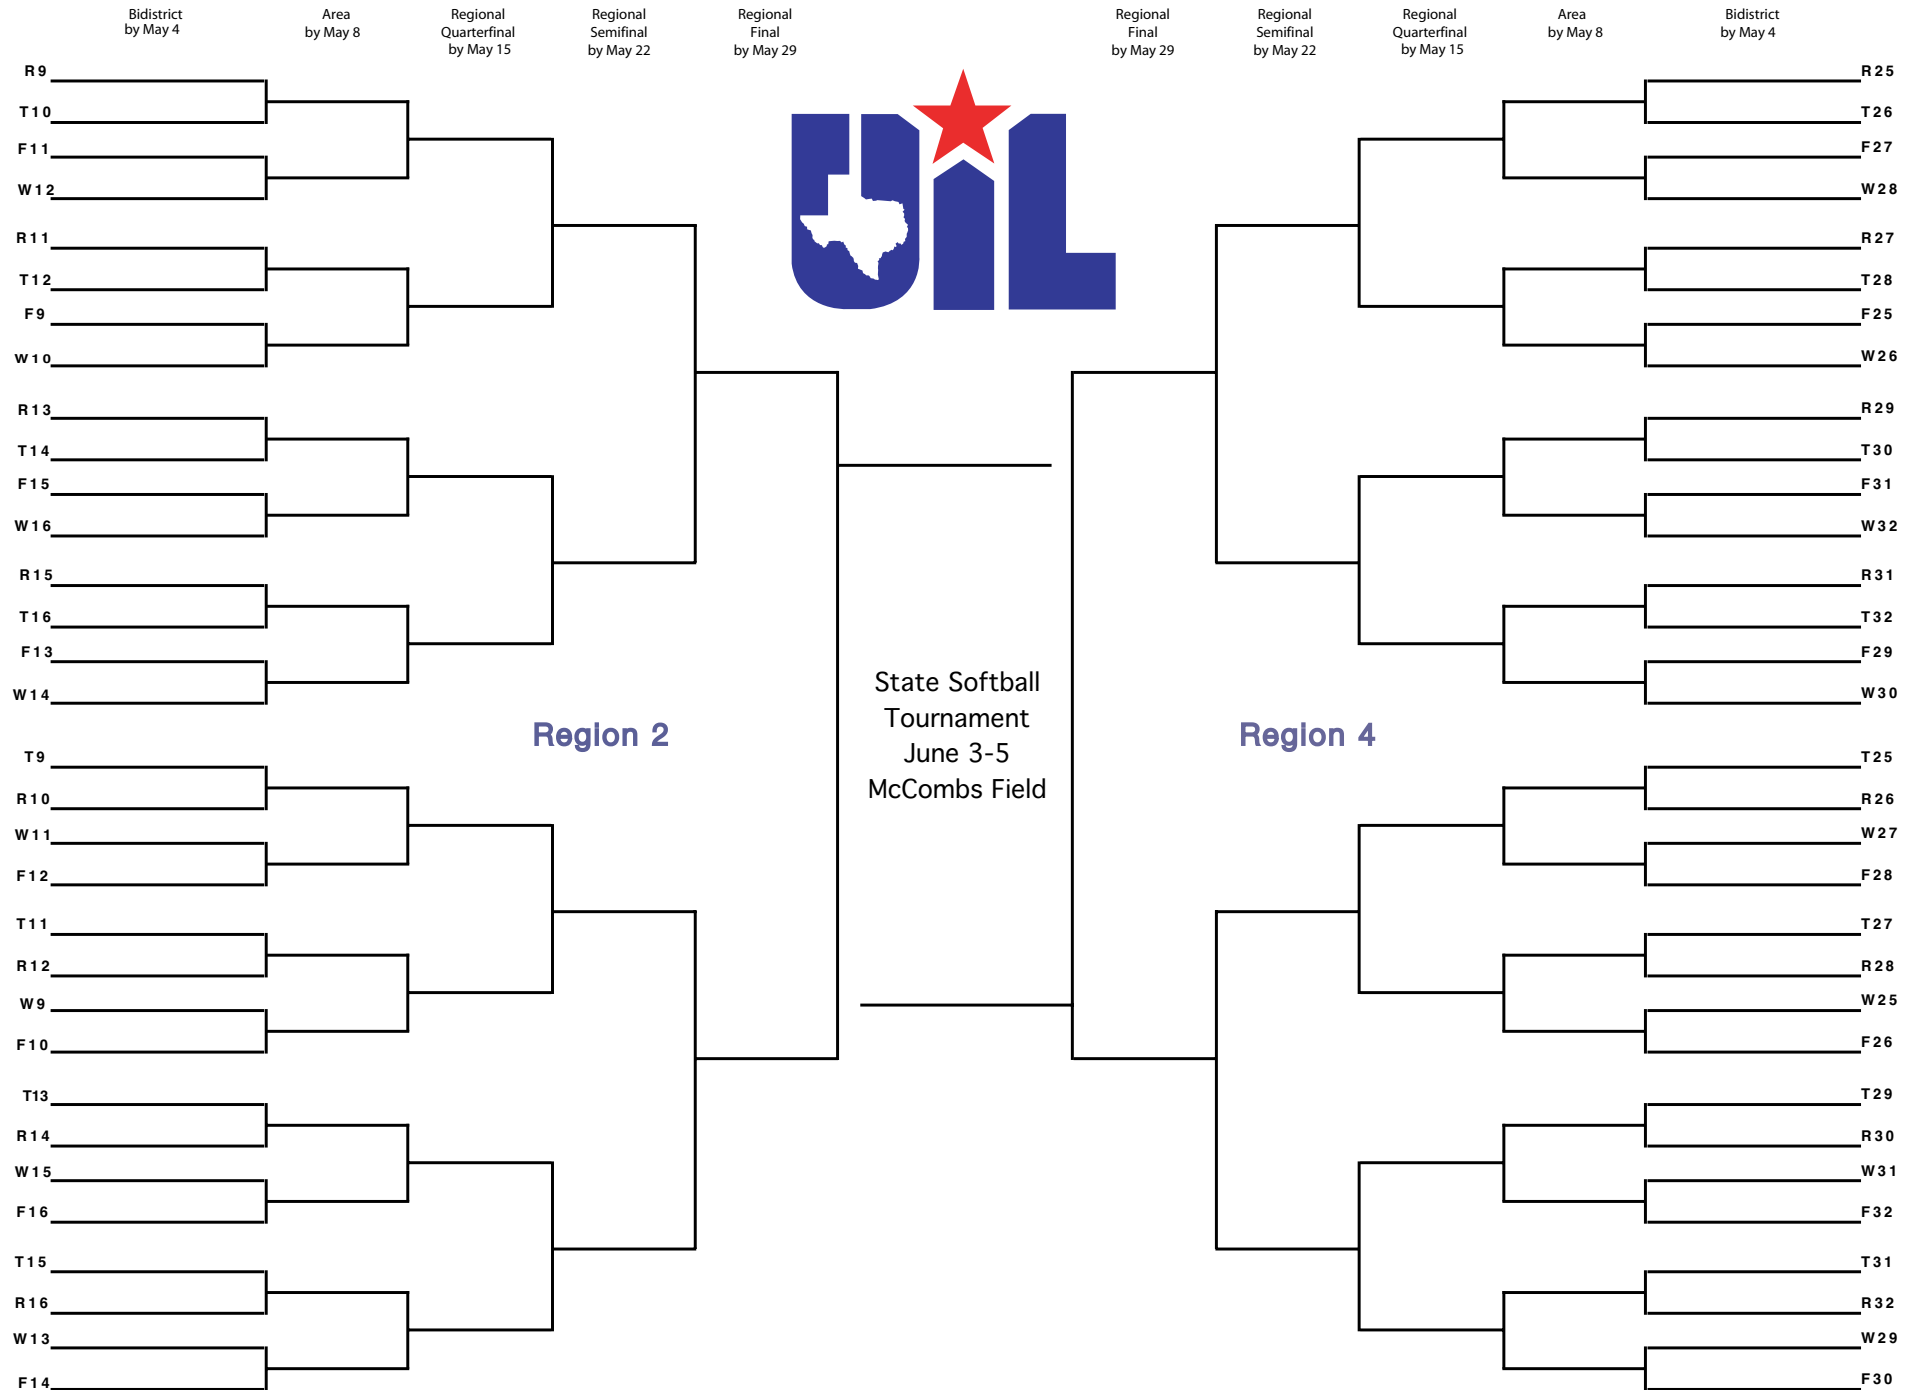 Bidistrict
by May 4
Area
by May 8
Regional
Quarterfinal
by May 15
Regional
Semifinal
by May 22
Regional
Final
by May 29
Regional
Final
by May 29
Regional
Semifinal
by May 22
Regional
Quarterfinal
by May 15
Area
by May 8
Bidistrict
by May 4
UIL
R9
T10
F11
W12
R11
T12
F9
W10
R13
T14
F15
W16
R15
T16
F13
W14
Region 2
T9
R10
W11
F12
T11
R12
W9
F10
T13
R14
W15
F16
T15
R16
W13
F14
State Softball
Tournament
June 3-5
McCombs Field
R25
T26
F27
W28
R27
T28
F25
W26
R29
T30
F31
W32
R31
T32
F29
W30
Region 4
T25
R26
W27
F28
T27
R28
W25
F26
T29
R30
W31
F32
T31
R32
W29
F30